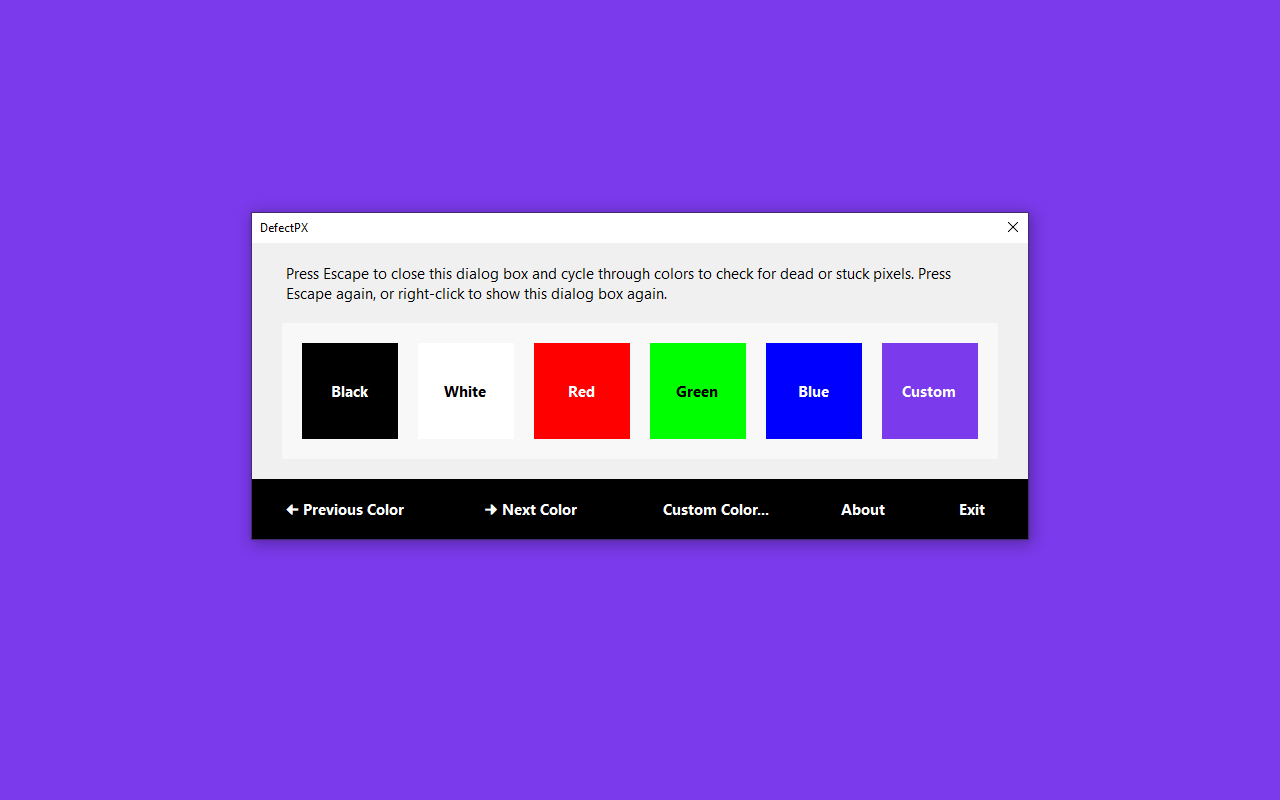 DefectPX
Press Escape to close this dialog box and cycle through colors to check for dead or stuck pixels. Press
Escape again, or right-click to show this dialog box again.
Black White Red Green Blue Custom
← Previous Color → Next Color Custom Color... About Exit